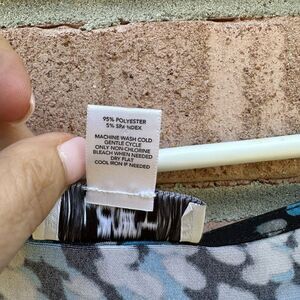 95% POLYESTER
5% SPANDEX
MACHINE WASH COLD
GENTLE CYCLE
ONLY NON-CHLORINE
BLEACH WHEN NEEDED
DRY FLAT
COOL IRON IF NEEDED